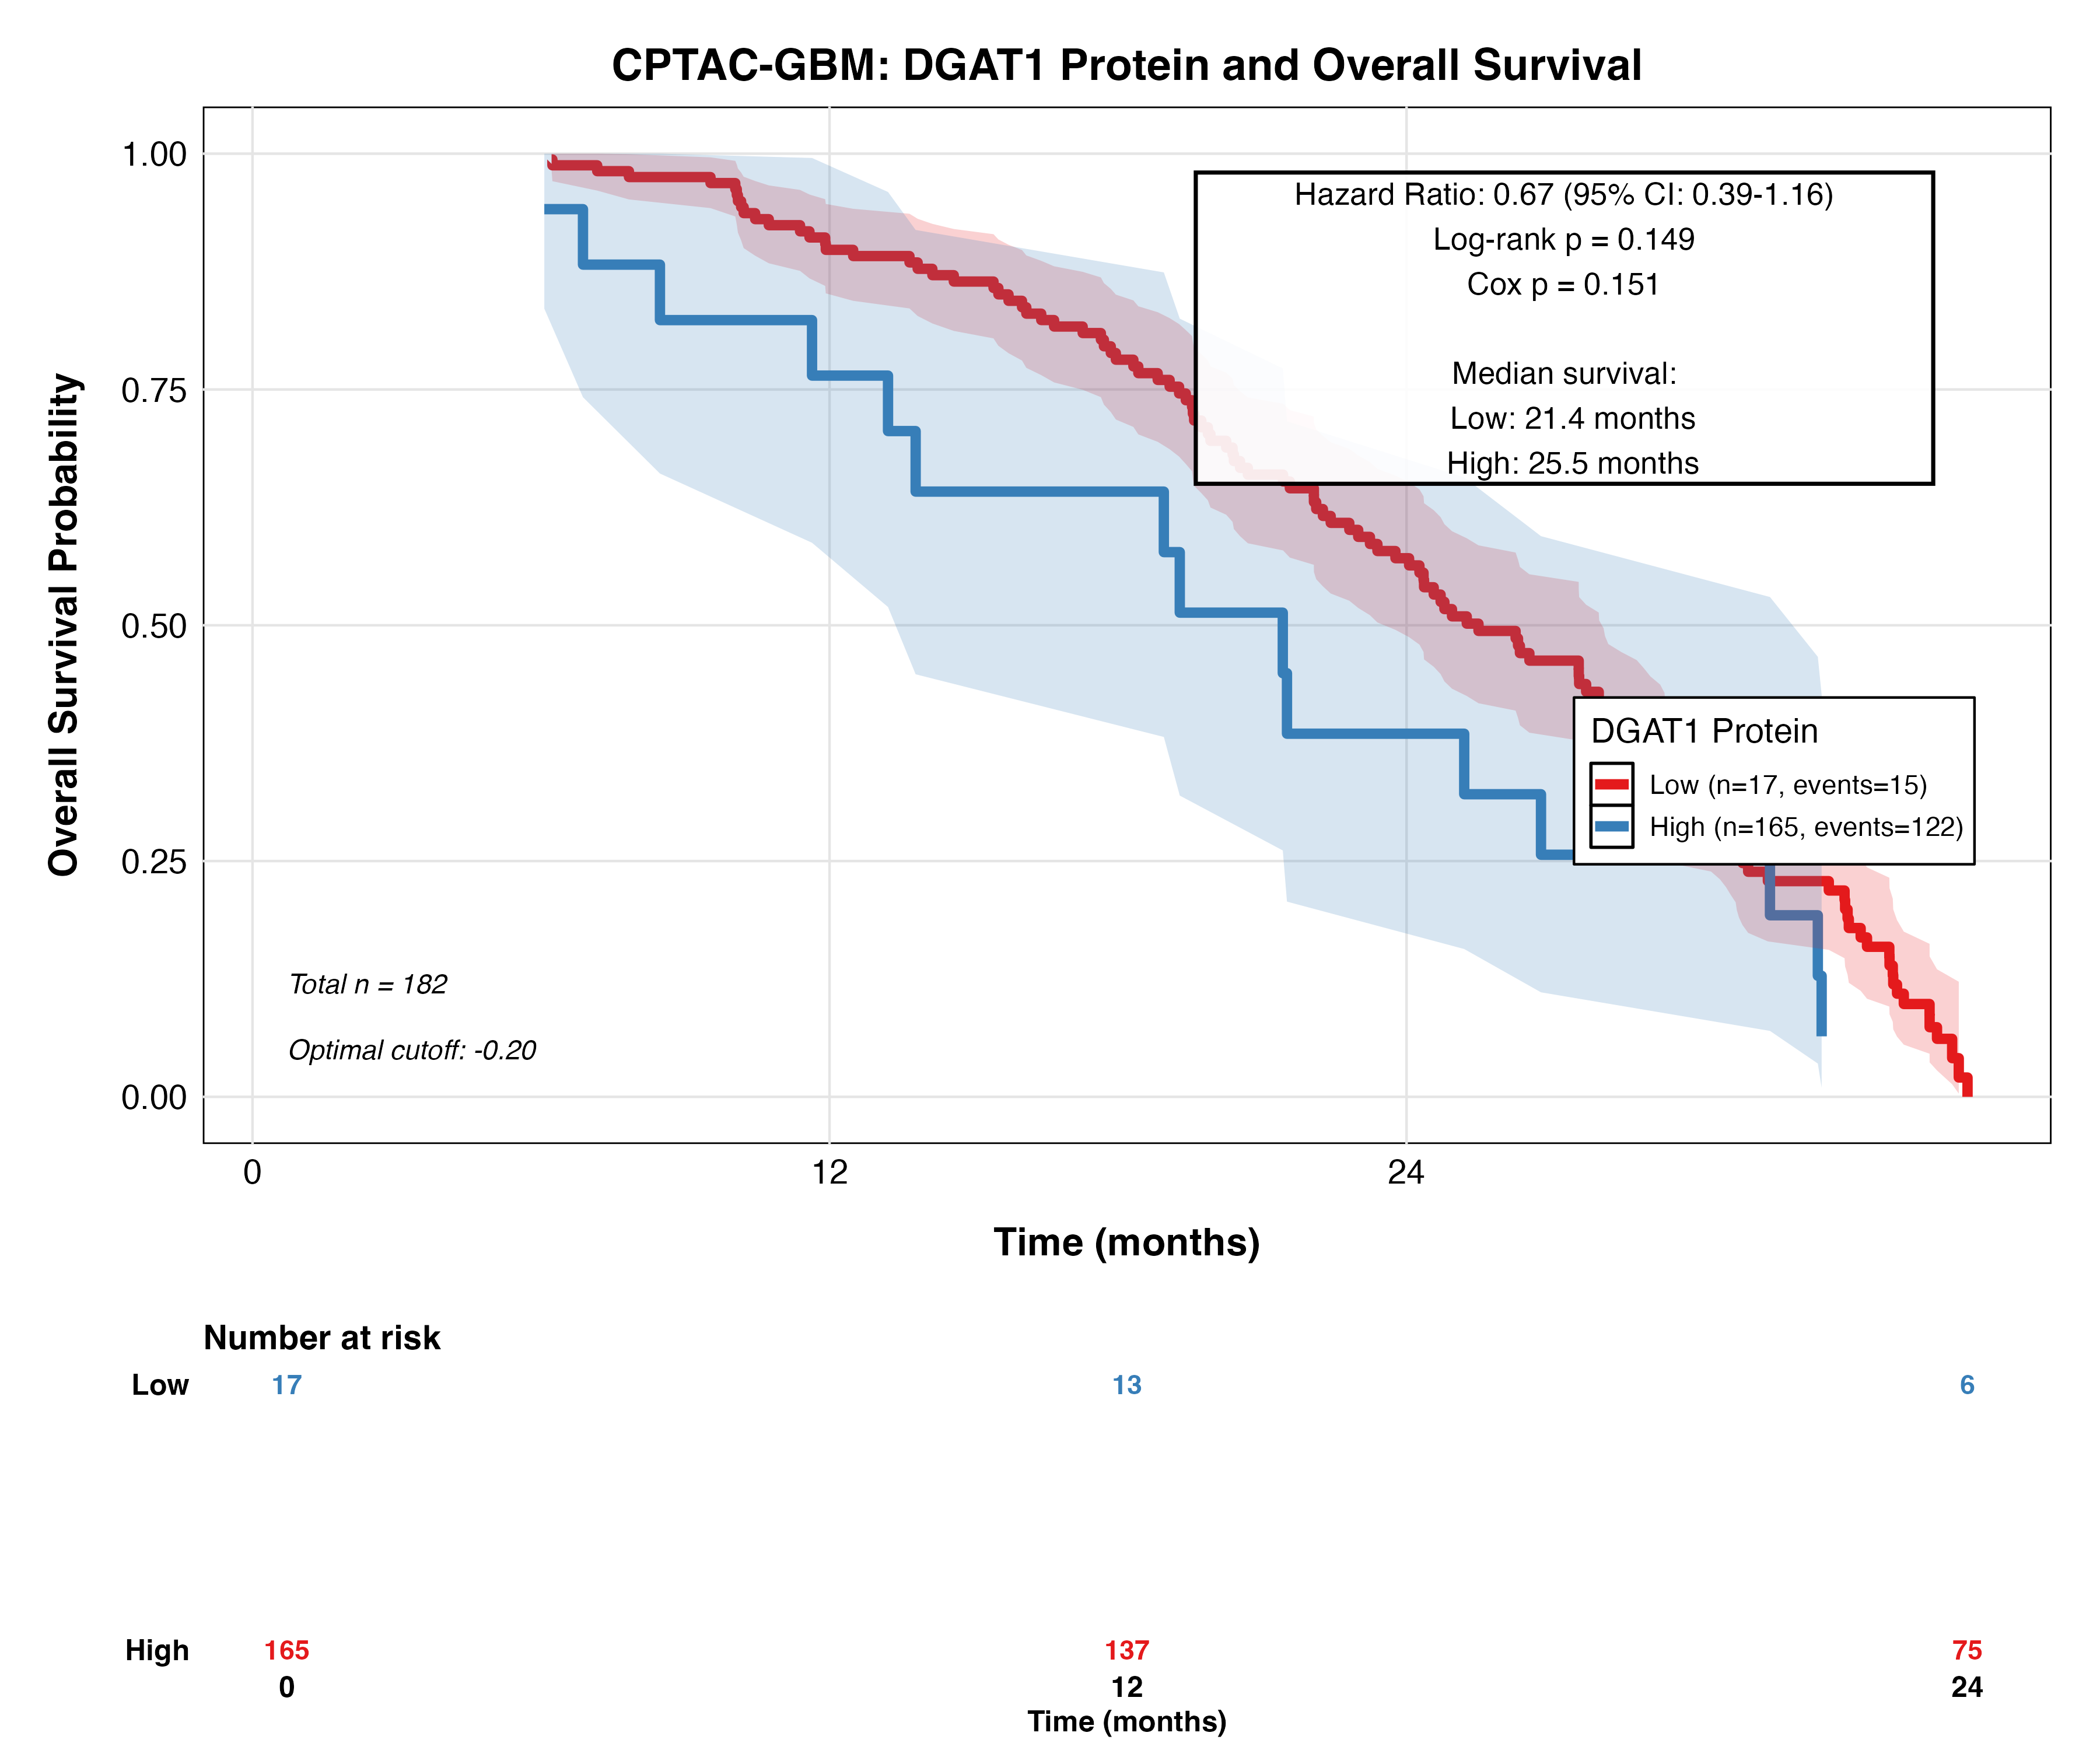 CPTAC-GBM: DGAT1 Protein and Overall Survival
Overall Survival Probability
1.00
0.75
0.50
0.25
0.00
Hazard Ratio: 0.67 (95% CI: 0.39-1.16)
Log-rank p = 0.149
Cox p = 0.151
Median survival:
Low: 21.4 months
High: 25.5 months
DGAT1 Protein
Low (n=17, events=15)
High (n=165, events=122)
Total n = 182
Optimal cutoff: -0.20
0 12 24
Time (months)
Number at risk
Low 17 13 6
High 165 137 75
0 12 24
Time (months)